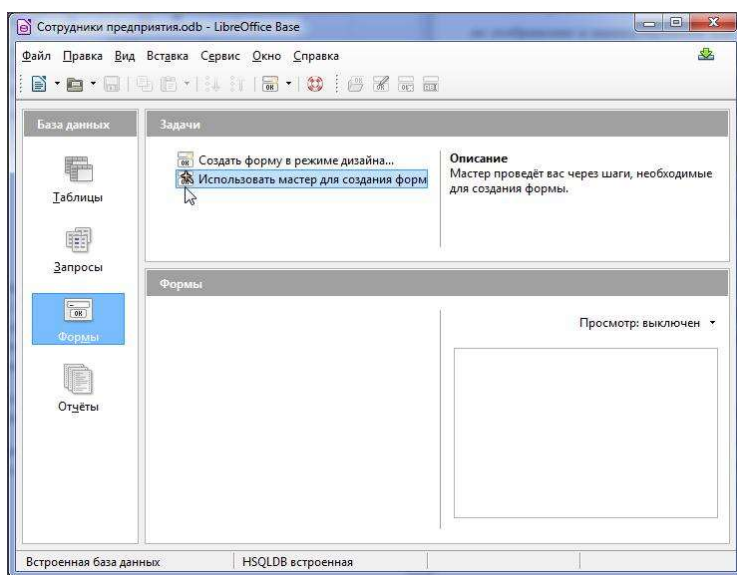 Сотрудники предприятия.odb - LibreOffice Base
Файл Правка Вид Вставка Сервис Окно Справка
База данных
Задачи
Таблицы
Запросы
Формы
Отчёты
Создать форму в режиме дизайна...
Использовать мастер для создания форм
Описание
Мастер проведёт вас через шаги, необходимые
для создания формы.
Формы
Просмотр: выключен
Встроенная база данных
HSQLDB встроенная